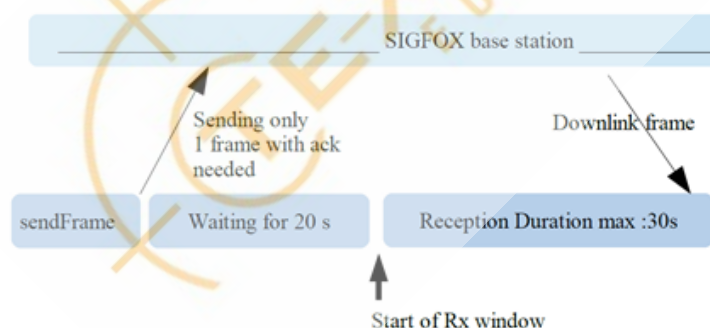 SIGFOX base station
Sending only
1 frame with ack
needed
Downlink frame
sendFrame
Waiting for 20 s
Reception Duration max :30s
Start of Rx window